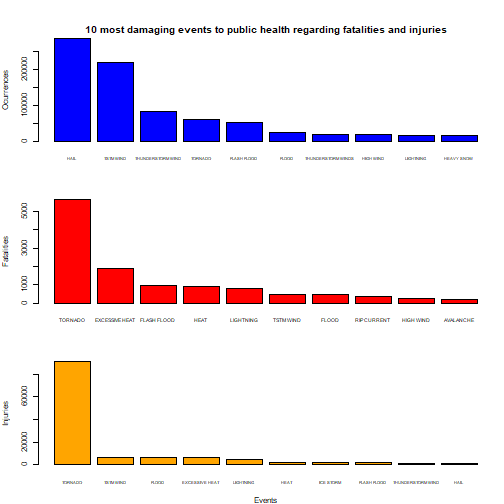 10 most damaging events to public health regarding fatalities and injuries
Ocurrences
0 100000 200000
HAIL TSTM WIND THUNDERSTORM WIND TORNADO FLASH FLOOD FLOOD THUNDERSTORM WINDS HIGH WIND LIGHTNING HEAVY SNOW
Fatalities
0 1000 3000 5000
TORNADO EXCESSIVE HEAT FLASH FLOOD HEAT LIGHTNING TSTM WIND FLOOD RIP CURRENT HIGH WIND AVALANCHE
Injuries
0 20000 60000
TORNADO TSTM WIND FLOOD EXCESSIVE HEAT LIGHTNING HEAT ICE STORM FLASH FLOOD THUNDERSTORM WIND HAIL
Events